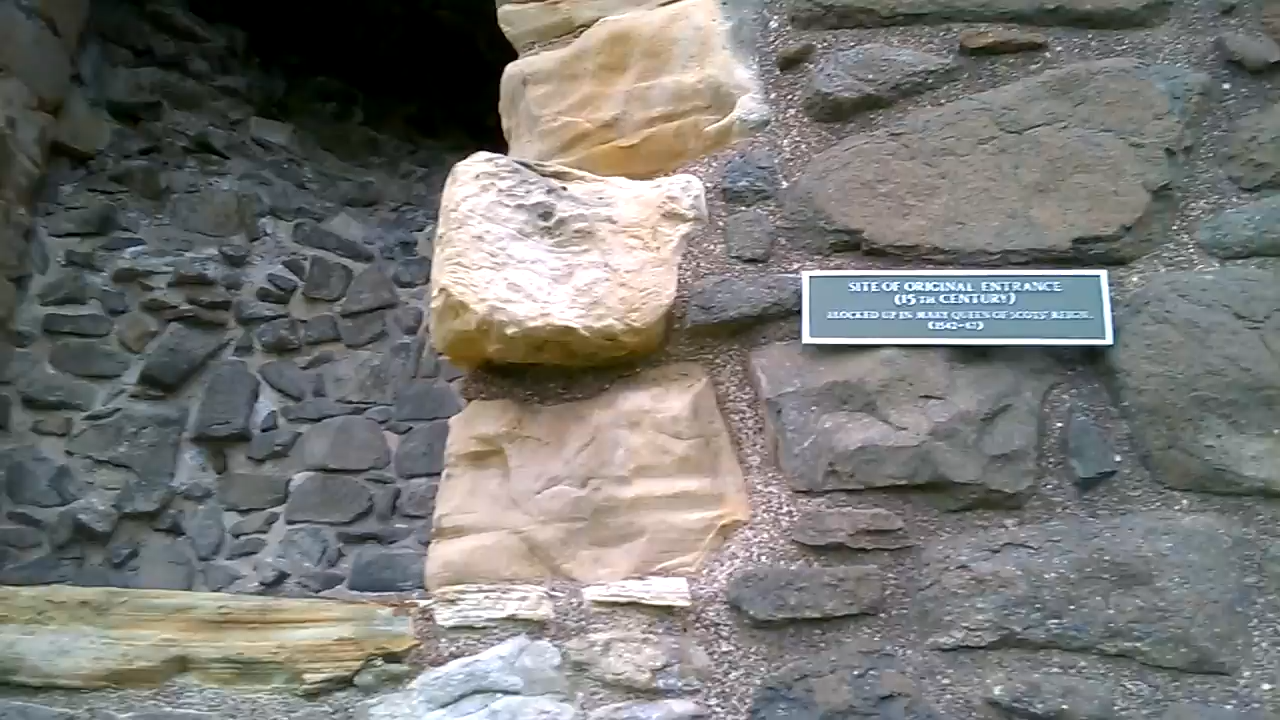 SITE OF ORIGINAL ENTRANCE
(15TH CENTURY)
BLOCKED UP IN MARY QUEEN OF SCOTS' REIGN.
(1542-67)